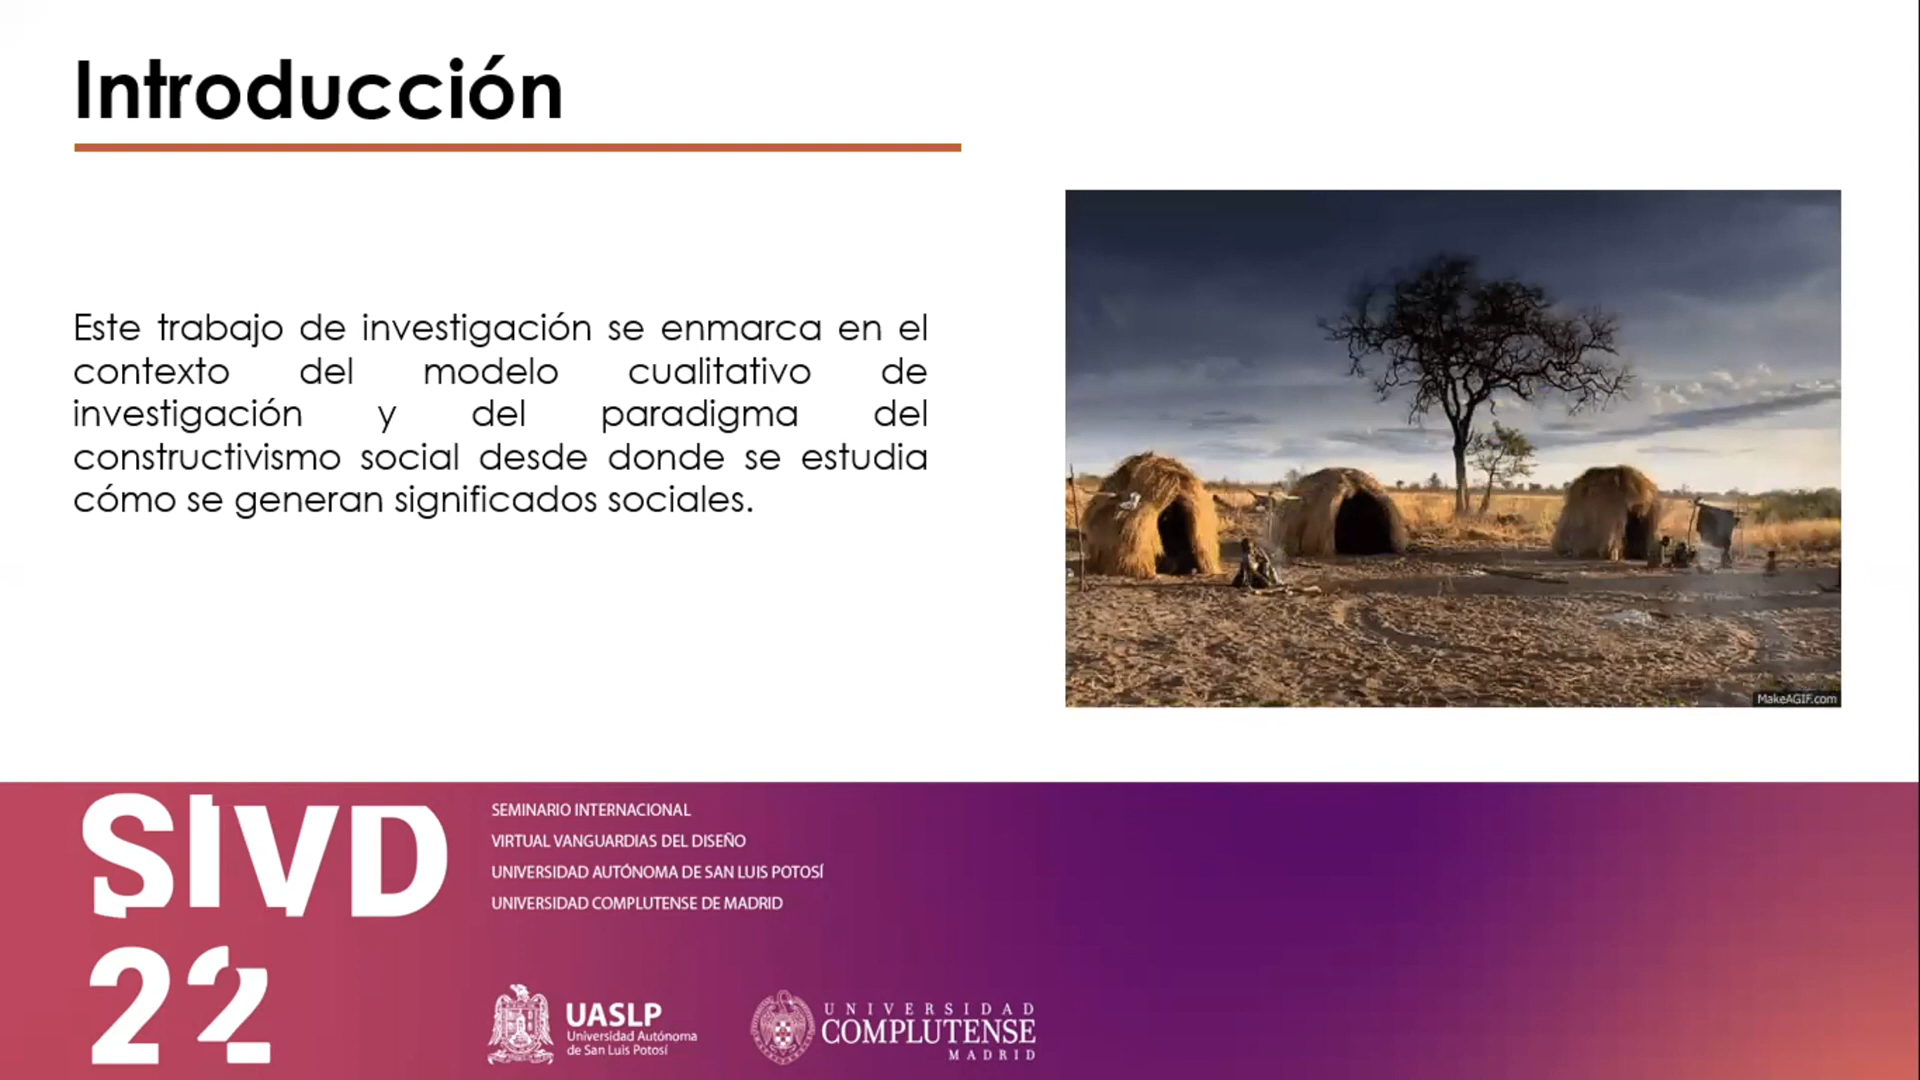 Introducción
Este trabajo de investigación se enmarca en el
contexto del modelo cualitativo de
investigación y del paradigma del
constructivismo social desde donde se estudia
cómo se generan significados sociales.
MakeAGIF.com
SIVD
22
SEMINARIO INTERNACIONAL
VIRTUAL VANGUARDIAS DEL DISEÑO
UNIVERSIDAD AUTÓNOMA DE SAN LUIS POTOSÍ
UNIVERSIDAD COMPLUTENSE DE MADRID
UASLP
Universidad Autónoma
de San Luis Potosí
UNIVERSIDAD
COMPLUTENSE
MADRID